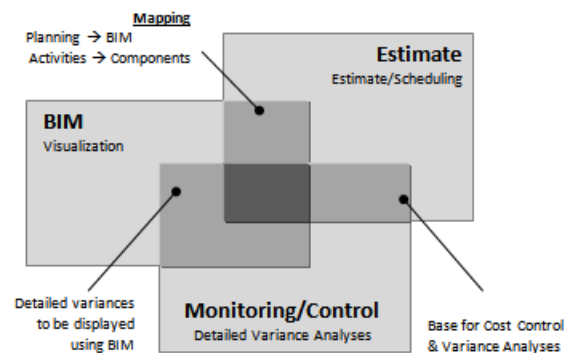 Mapping
Planning → BIM
Activities → Components
Estimate
Estimate/Scheduling
BIM
Visualization
Detailed variances
to be displayed
using BIM
Monitoring/Control
Detailed Variance Analyses
Base for Cost Control
& Variance Analyses